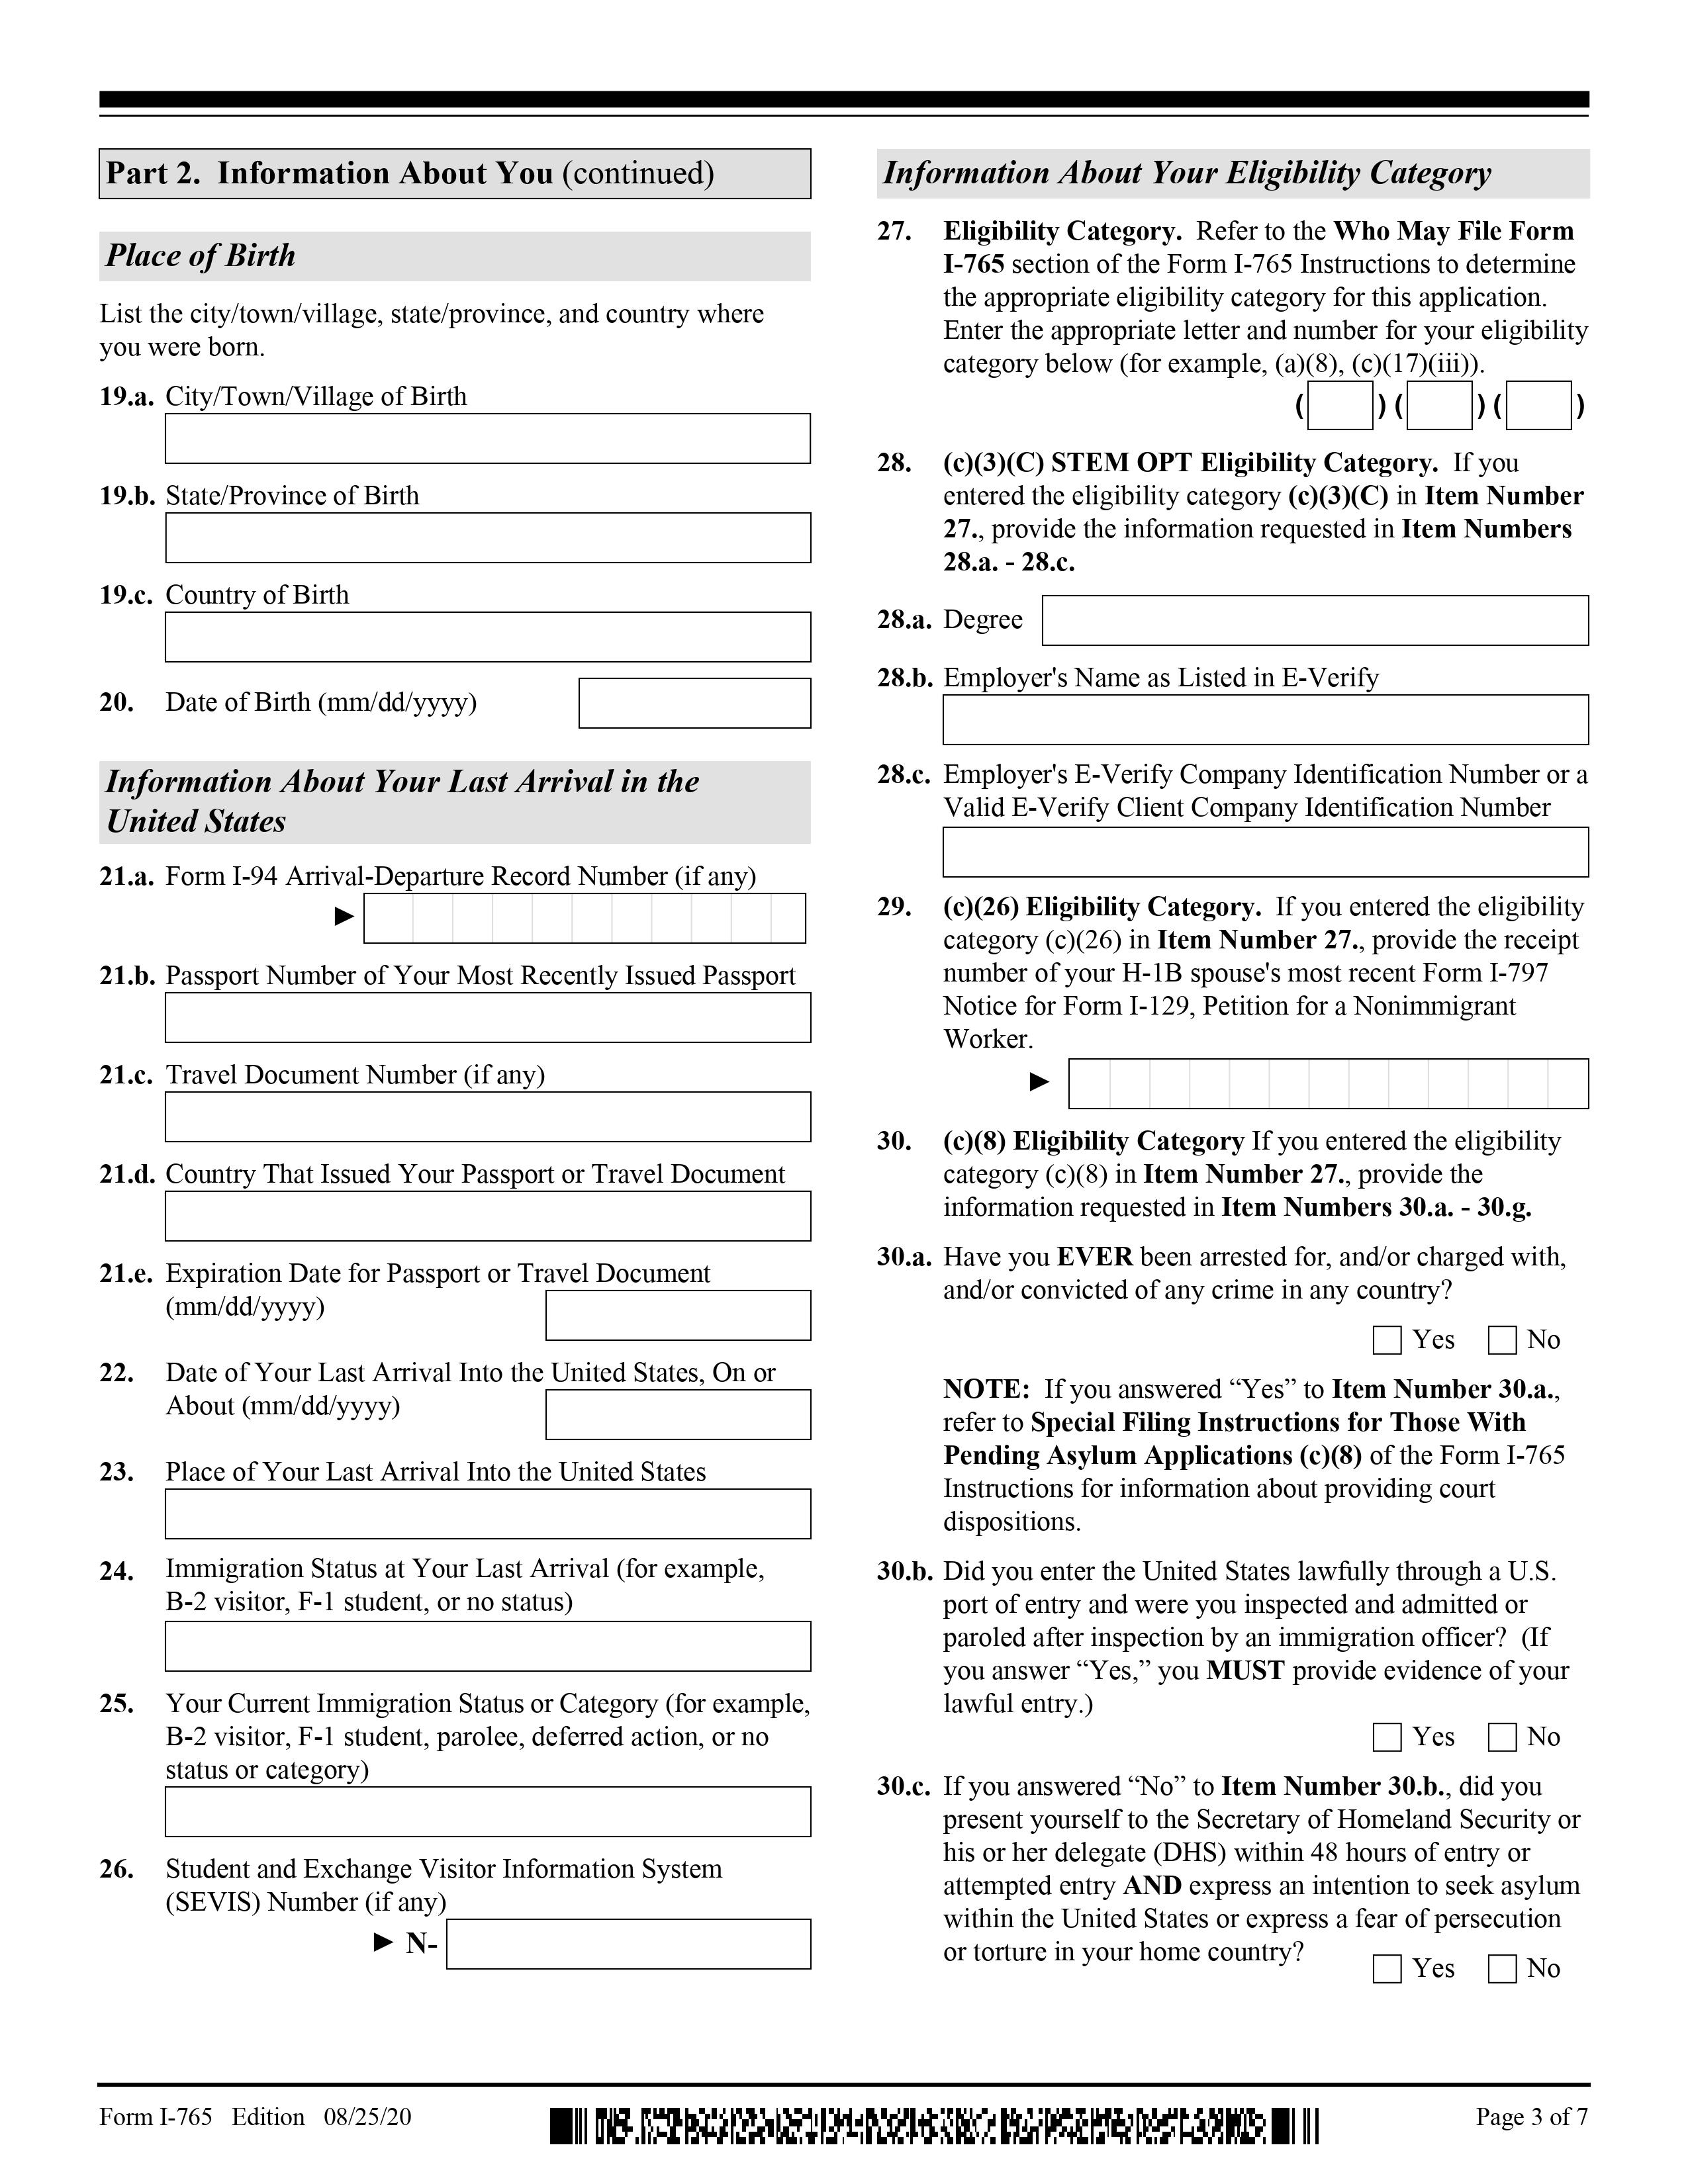 Part 2. Information About You (continued)
Place of Birth
List the city/town/village, state/province, and country where
you were born.
19.a. City/Town/Village of Birth
19.b. State/Province of Birth
19.c. Country of Birth
20. Date of Birth (mm/dd/yyyy)
Information About Your Last Arrival in the
United States
21.a. Form I-94 Arrival-Departure Record Number (if any)
►
21.b. Passport Number of Your Most Recently Issued Passport
21.c. Travel Document Number (if any)
21.d. Country That Issued Your Passport or Travel Document
21.e. Expiration Date for Passport or Travel Document
(mm/dd/yyyy)
22. Date of Your Last Arrival Into the United States, On or
About (mm/dd/yyyy)
23. Place of Your Last Arrival Into the United States
24. Immigration Status at Your Last Arrival (for example,
B-2 visitor, F-1 student, or no status)
25. Your Current Immigration Status or Category (for example,
B-2 visitor, F-1 student, parolee, deferred action, or no
status or category)
26. Student and Exchange Visitor Information System
(SEVIS) Number (if any)
► N-
Information About Your Eligibility Category
27. Eligibility Category. Refer to the Who May File Form
I-765 section of the Form I-765 Instructions to determine
the appropriate eligibility category for this application.
Enter the appropriate letter and number for your eligibility
category below (for example, (a)(8), (c)(17)(iii)).
( ) ( ) ( )
28. (c)(3)(C) STEM OPT Eligibility Category. If you
entered the eligibility category (c)(3)(C) in Item Number
27., provide the information requested in Item Numbers
28.a. - 28.c.
28.a. Degree
28.b. Employer's Name as Listed in E-Verify
28.c. Employer's E-Verify Company Identification Number or a
Valid E-Verify Client Company Identification Number
29. (c)(26) Eligibility Category. If you entered the eligibility
category (c)(26) in Item Number 27., provide the receipt
number of your H-1B spouse's most recent Form I-797
Notice for Form I-129, Petition for a Nonimmigrant
Worker.
►
30. (c)(8) Eligibility Category If you entered the eligibility
category (c)(8) in Item Number 27., provide the
information requested in Item Numbers 30.a. - 30.g.
30.a. Have you EVER been arrested for, and/or charged with,
and/or convicted of any crime in any country?
Yes No
NOTE: If you answered “Yes” to Item Number 30.a.,
refer to Special Filing Instructions for Those With
Pending Asylum Applications (c)(8) of the Form I-765
Instructions for information about providing court
dispositions.
30.b. Did you enter the United States lawfully through a U.S.
port of entry and were you inspected and admitted or
paroled after inspection by an immigration officer? (If
you answer “Yes,” you MUST provide evidence of your
lawful entry.)
Yes No
30.c. If you answered “No” to Item Number 30.b., did you
present yourself to the Secretary of Homeland Security or
his or her delegate (DHS) within 48 hours of entry or
attempted entry AND express an intention to seek asylum
within the United States or express a fear of persecution
or torture in your home country?
Yes No
Form I-765 Edition 08/25/20
Page 3 of 7